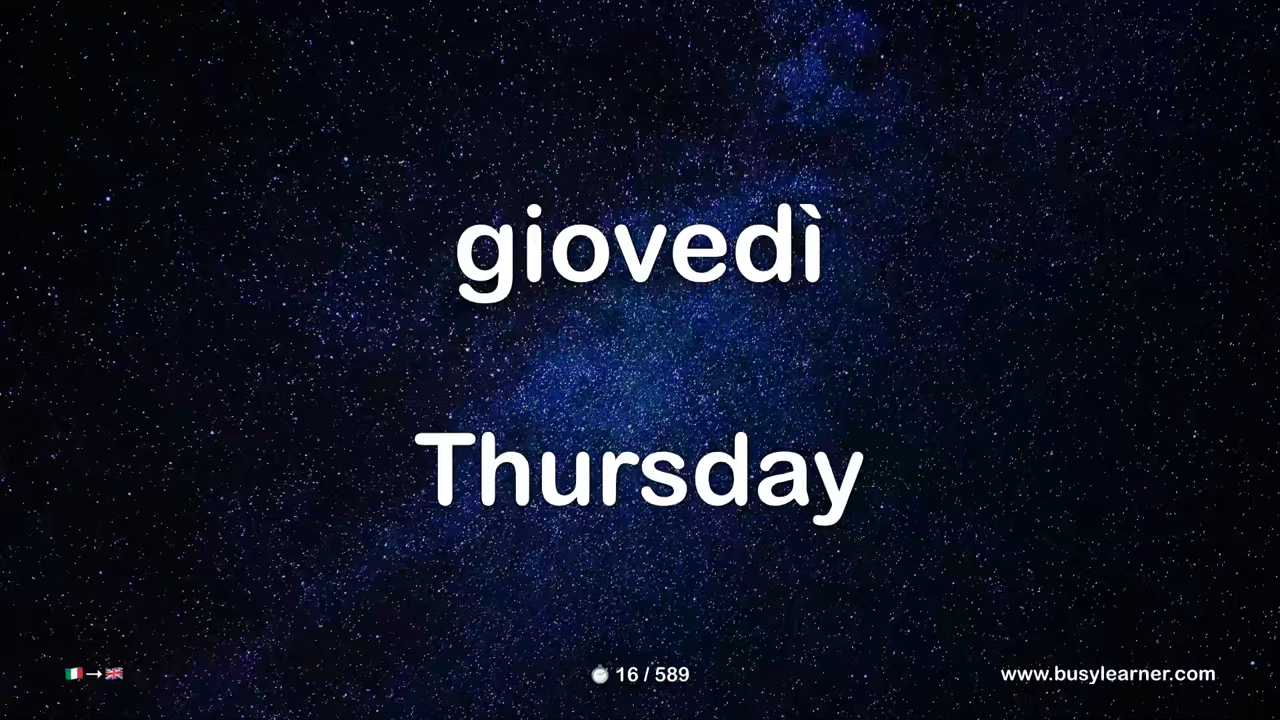 giovedì
Thursday
→
16 / 589
www.busylearner.com